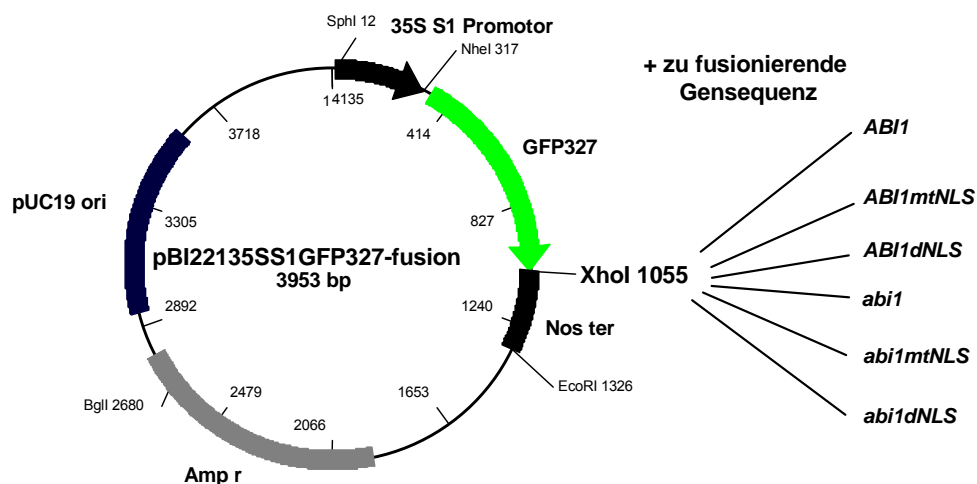 SphI 12
35S S1 Promotor
NheI 317
+ zu fusionierende
Gensequenz
1
4135
3718
414
GFP327
pUC19 ori
3305
827
pBI22135SS1GFP327-fusion
3953 bp
XhoI 1055
2892
1240
Nos ter
EcoRI 1326
BglI 2680
2479
1653
2066
Amp r
ABI1
ABI1mtNLS
ABI1dNLS
abi1
abi1mtNLS
abi1dNLS